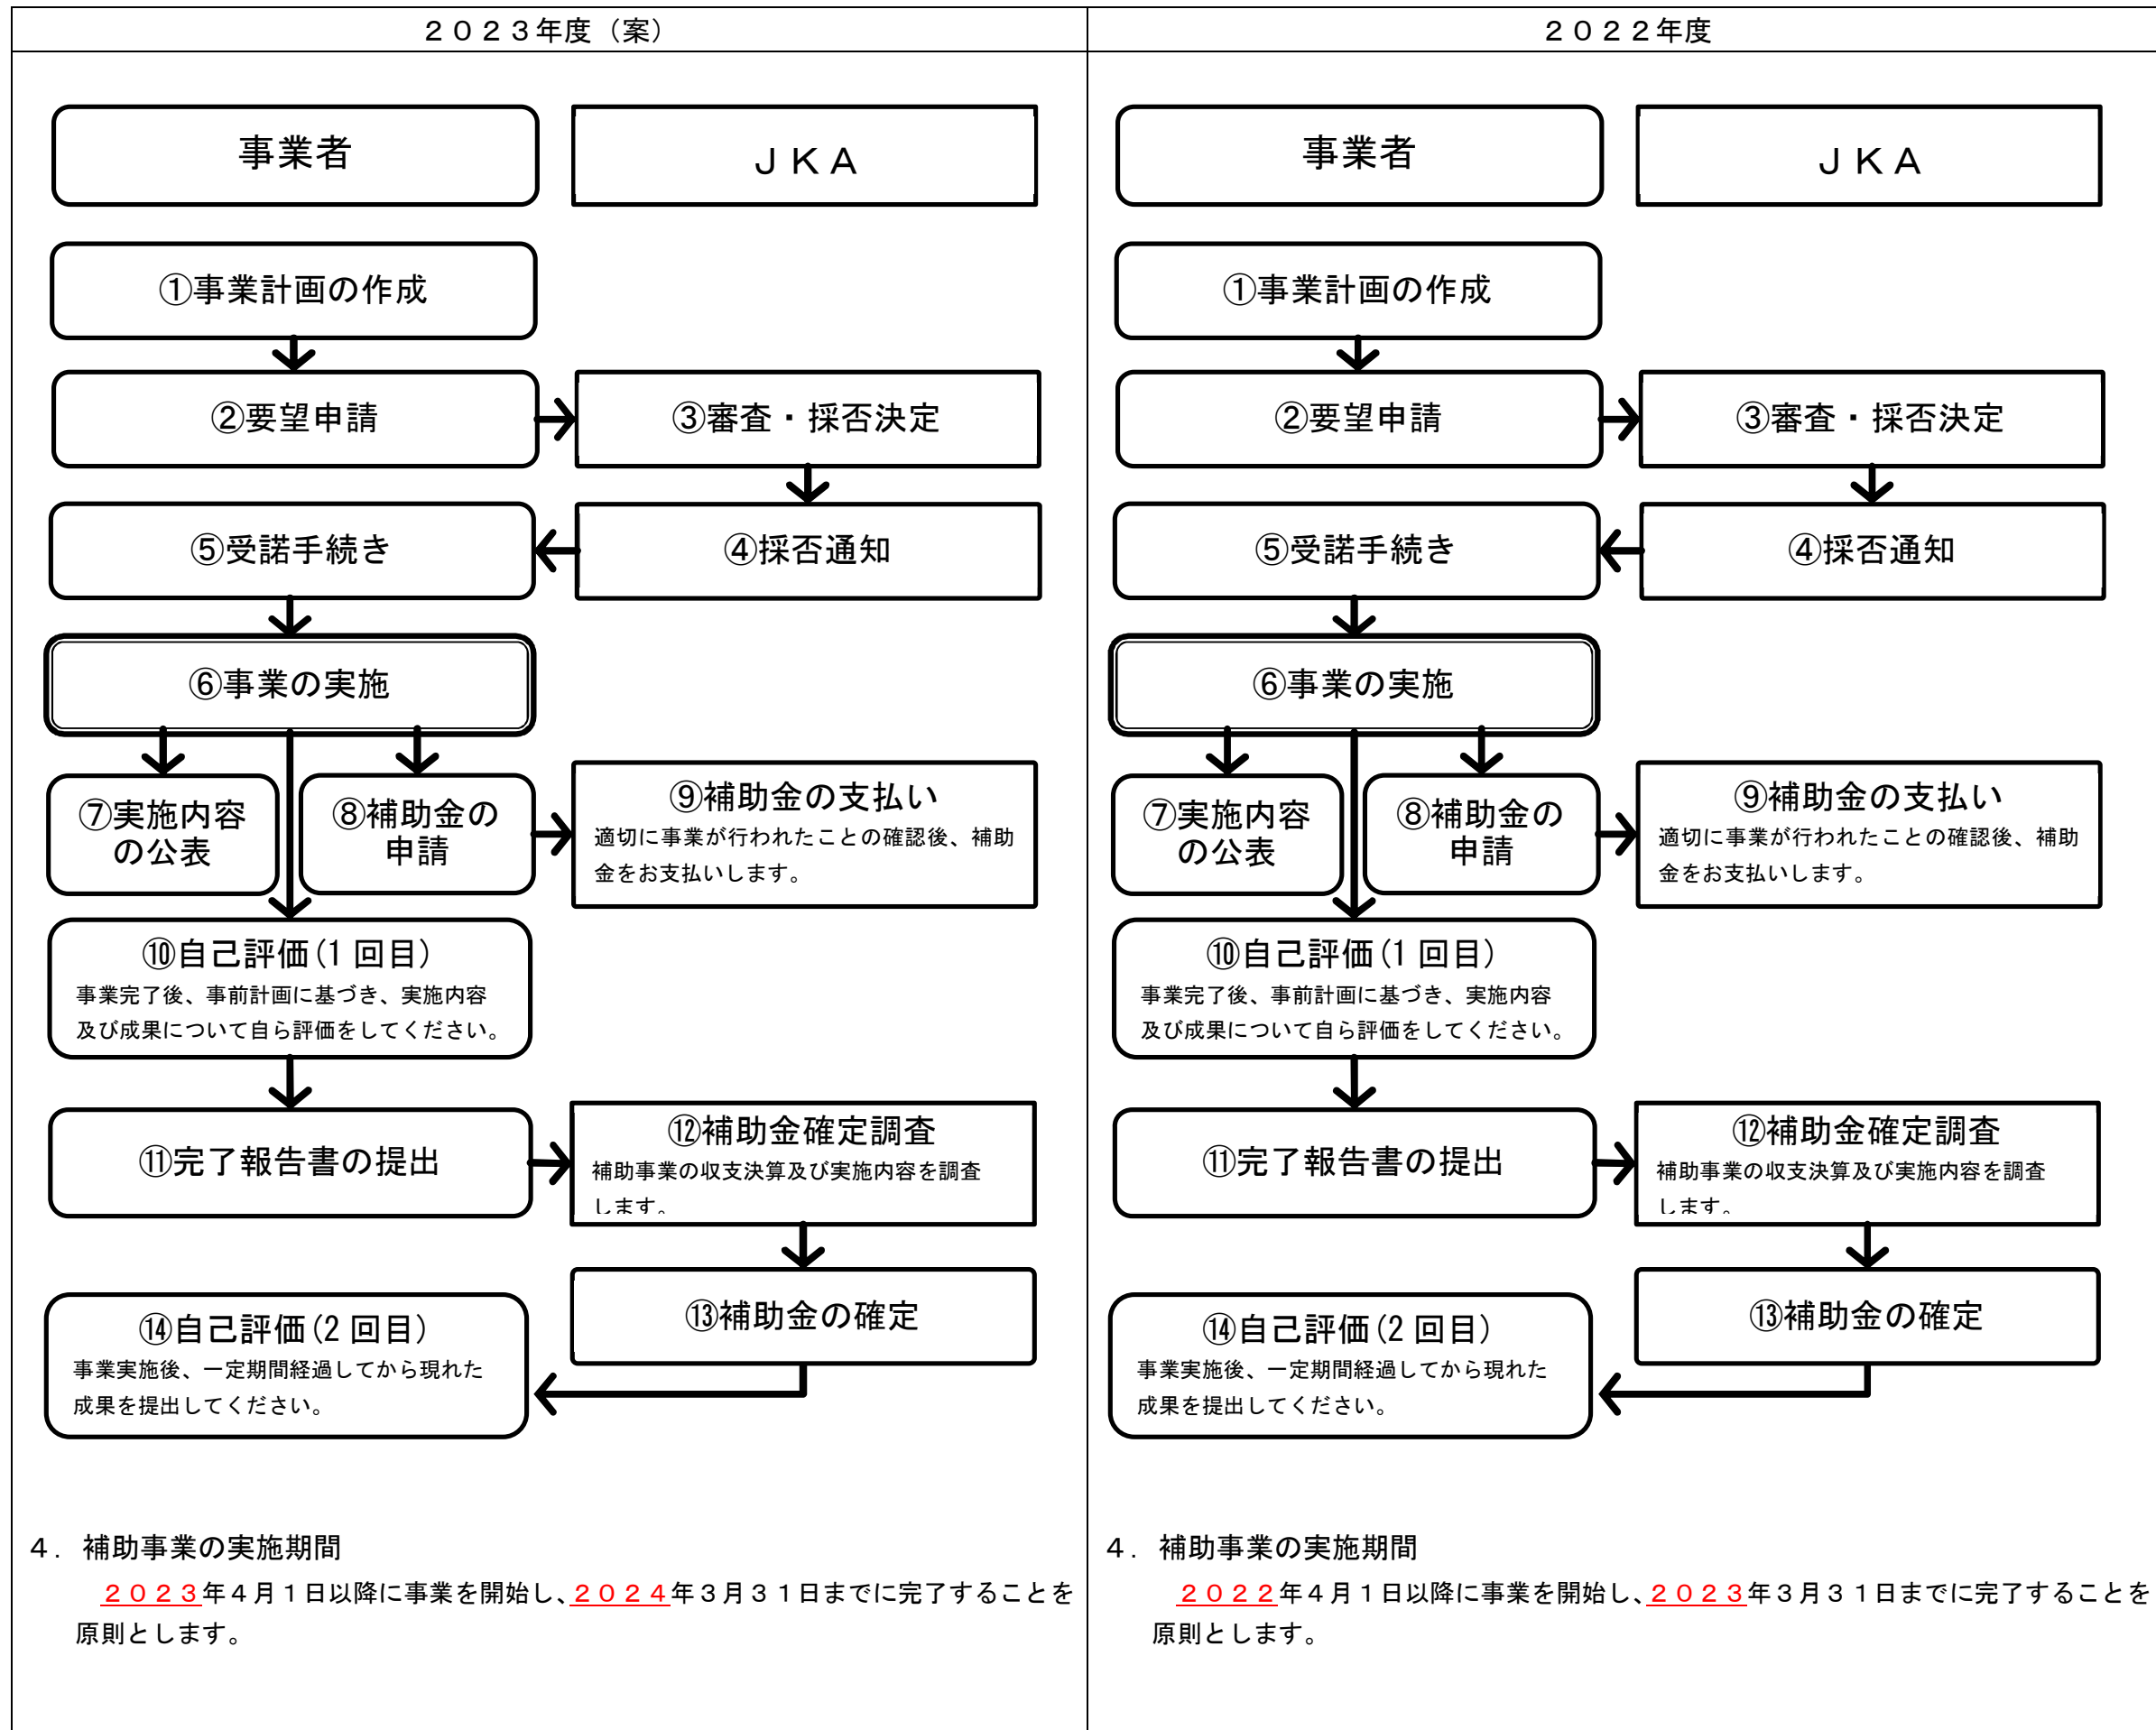 ２０２３年度（案）
事業者
ＪＫＡ
①事業計画の作成
②要望申請
③審査・採否決定
⑤受諾手続き
④採否通知
⑥事業の実施
⑦実施内容
の公表
⑧補助金の
申請
⑨補助金の支払い
適切に事業が行われたことの確認後、補助
金をお支払いします。
⑩自己評価(1 回目)
事業完了後、事前計画に基づき、実施内容
及び成果について自ら評価をしてください。
⑪完了報告書の提出
⑫補助金確定調査
補助事業の収支決算及び実施内容を調査
します。
⑬補助金の確定
⑭自己評価(2 回目)
事業実施後、一定期間経過してから現れた
成果を提出してください。
４．補助事業の実施期間
２０２３年４月１日以降に事業を開始し、２０２４年３月３１日までに完了することを
原則とします。
２０２２年度
事業者
ＪＫＡ
①事業計画の作成
②要望申請
③審査・採否決定
⑤受諾手続き
④採否通知
⑥事業の実施
⑦実施内容
の公表
⑧補助金の
申請
⑨補助金の支払い
適切に事業が行われたことの確認後、補助
金をお支払いします。
⑩自己評価(1 回目)
事業完了後、事前計画に基づき、実施内容
及び成果について自ら評価をしてください。
⑪完了報告書の提出
⑫補助金確定調査
補助事業の収支決算及び実施内容を調査
します。
⑬補助金の確定
⑭自己評価(2 回目)
事業実施後、一定期間経過してから現れた
成果を提出してください。
４．補助事業の実施期間
２０２２年４月１日以降に事業を開始し、２０２３年３月３１日までに完了することを
原則とします。